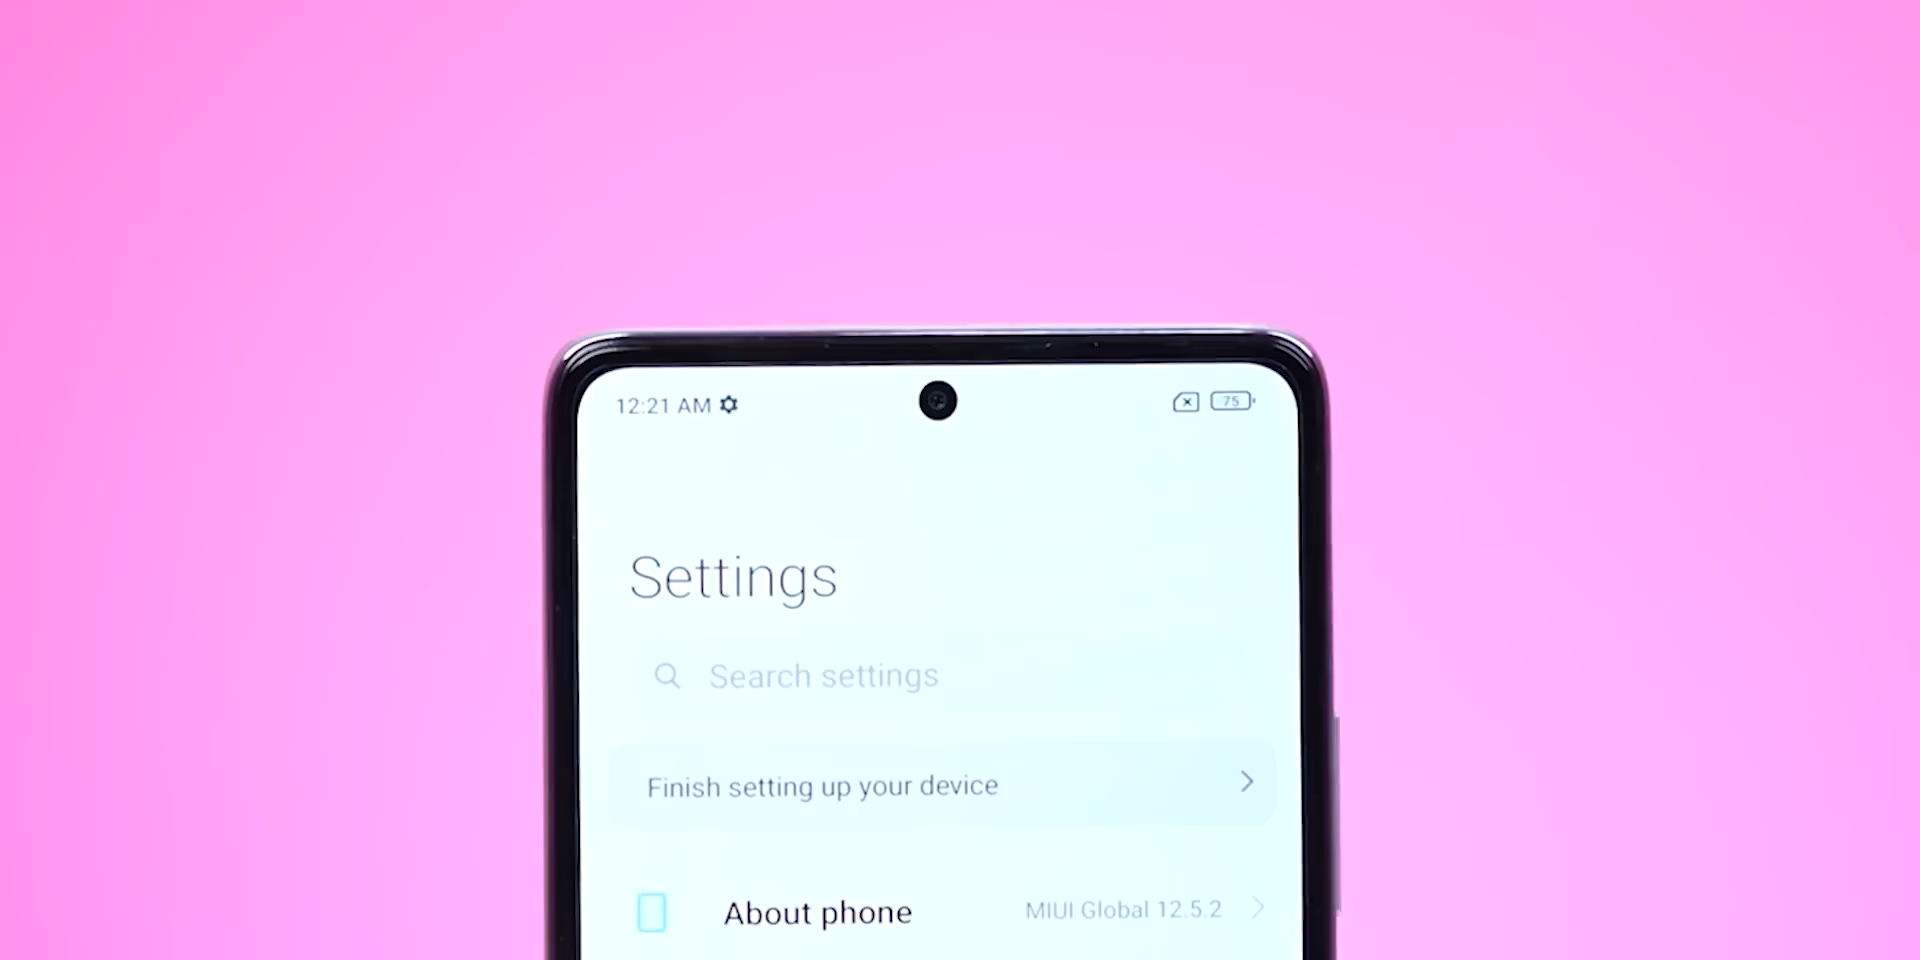 12:21 AM 75
Settings
Search settings
Finish setting up your device
About phone MIUI Global 12.5.2